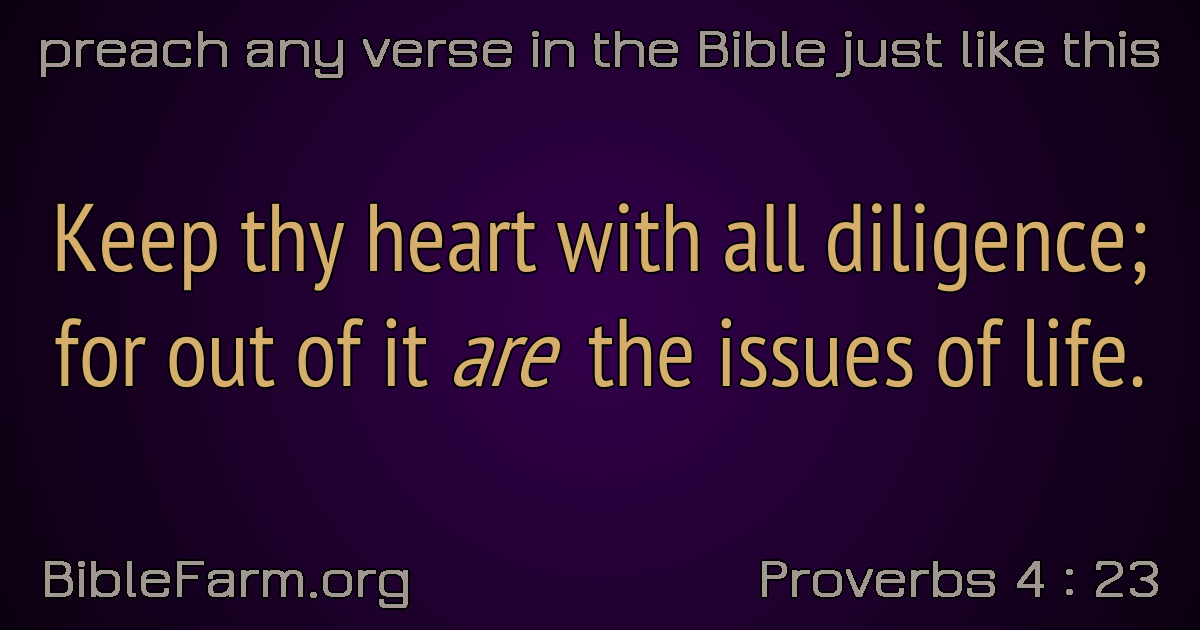 preach any verse in the Bible just like this
Keep thy heart with all diligence;
for out of it are the issues of life.
BibleFarm.org
Proverbs 4 : 23